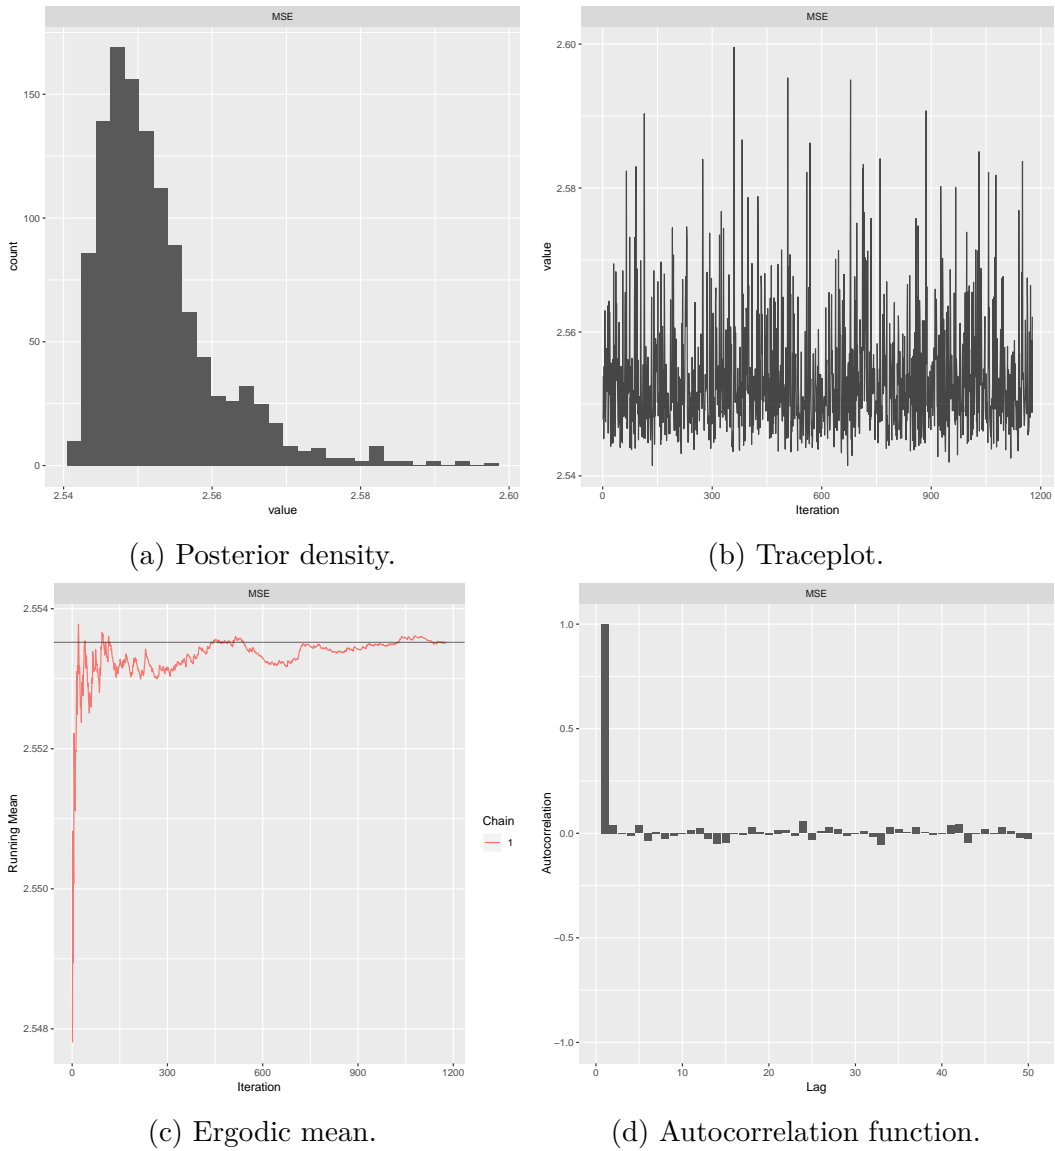 MSE
150
100
50
0
count
2.54 2.56 2.58 2.60
value
(a) Posterior density.
MSE
2.60
2.58
2.56
2.54
value
0 300 600 900 1200
Iteration
(b) Traceplot.
MSE
2.554
2.552
2.550
2.548
Running Mean
0 300 600 900 1200
Iteration
Chain
1
(c) Ergodic mean.
MSE
1.0
0.5
0.0
−0.5
−1.0
Autocorrelation
0 10 20 30 40 50
Lag
(d) Autocorrelation function.